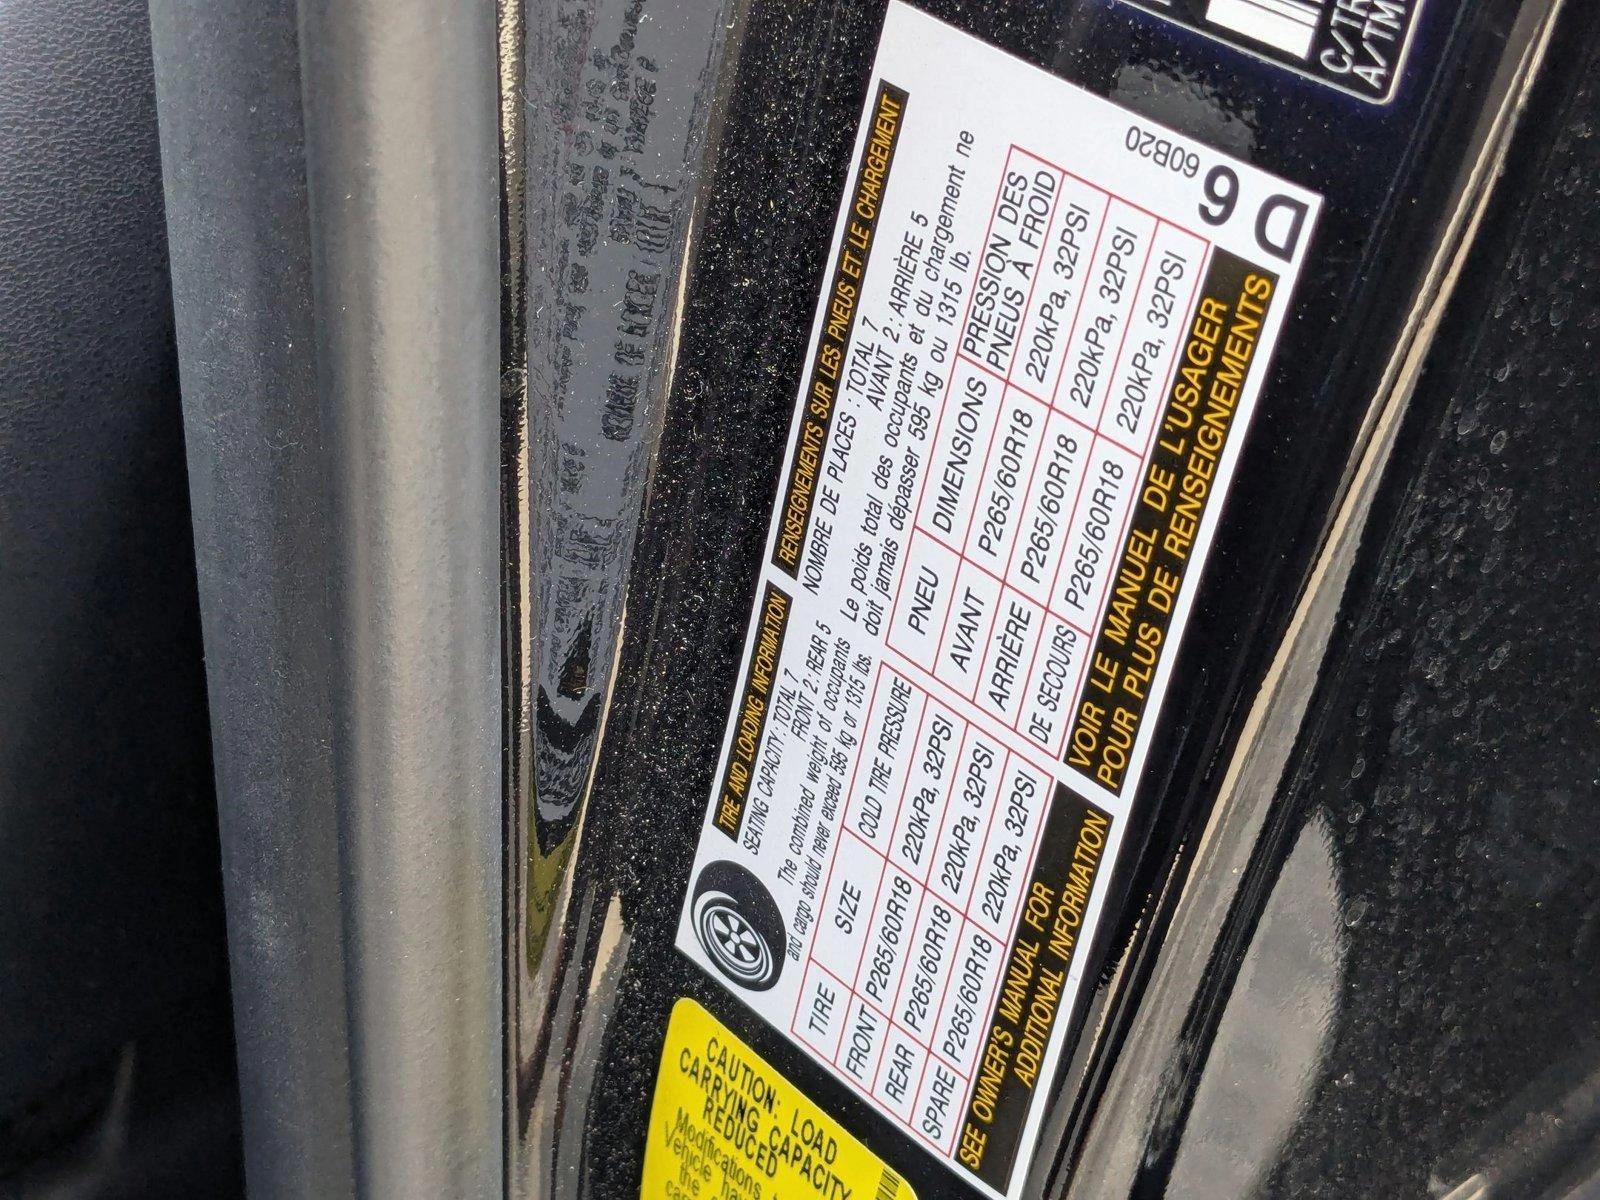 TIRE AND LOADING INFORMATION
RENSEIGNEMENTS SUR LES PNEUS ET LE CHARGEMENT
SEATING CAPACITY : TOTAL 7
FRONT 2 : REAR 5
NOMBRE DE PLACES : TOTAL 7
AVANT 2 : ARRIÈRE 5
The combined weight of occupants
and cargo should never exceed 595 kg or 1315 lbs.
Le poids total des occupants et du chargement ne
doit jamais dépasser 595 kg ou 1315 lb.
TIRE SIZE COLD TIRE PRESSURE
FRONT P265/60R18 220kPa, 32PSI
REAR P265/60R18 220kPa, 32PSI
SPARE P265/60R18 220kPa, 32PSI
PNEU DIMENSIONS PRESSION DES
PNEUS À FROID
AVANT P265/60R18 220kPa, 32PSI
ARRIÈRE P265/60R18 220kPa, 32PSI
DE SECOURS P265/60R18 220kPa, 32PSI
SEE OWNER'S MANUAL FOR
ADDITIONAL INFORMATION
VOIR LE MANUEL DE L'USAGER
POUR PLUS DE RENSEIGNEMENTS
60B20
D 6
CAUTION: LOAD
CARRYING CAPACITY
REDUCED
Modifications
Vehicle
the
C/TR
A/TM